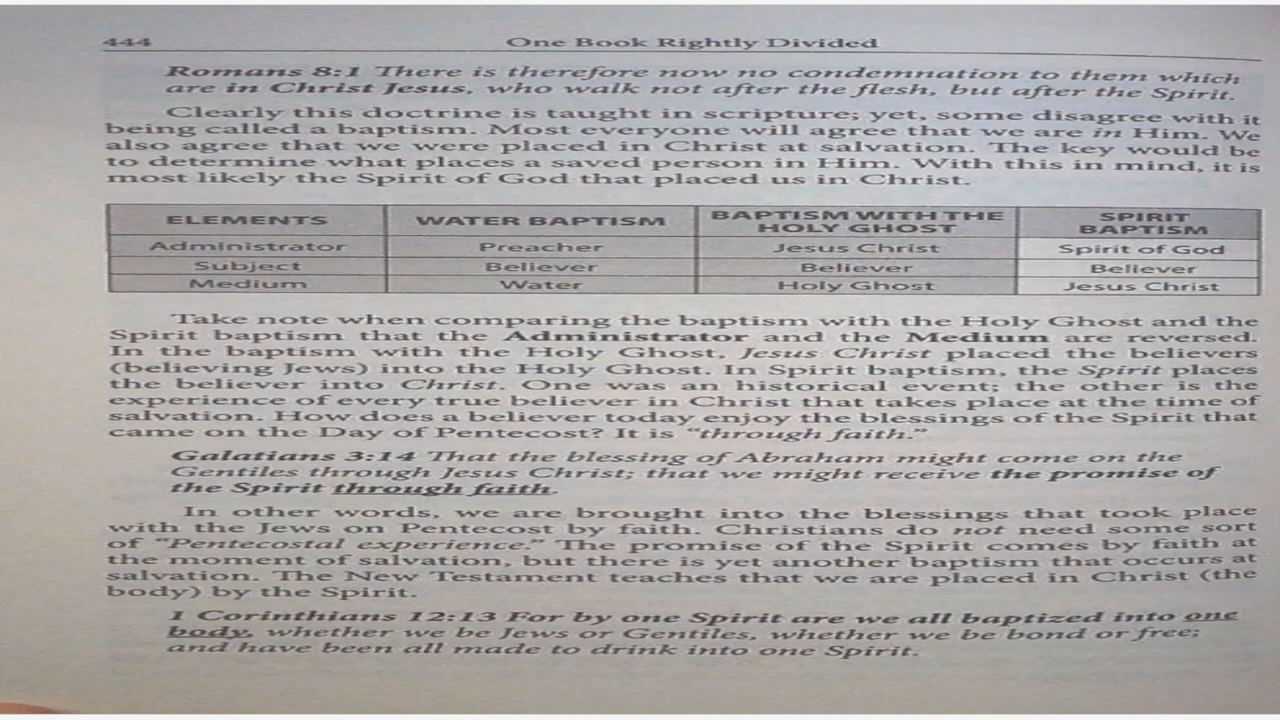 444 One Book Rightly Divided
Romans 8:1 There is therefore now no condemnation to them which
are in Christ Jesus, who walk not after the flesh, but after the Spirit.
Clearly this doctrine is taught in scripture; yet, some disagree with it
being called a baptism. Most everyone will agree that we are in Him. We
also agree that we were placed in Christ at salvation. The key would be
to determine what places a saved person in Him. With this in mind, it is
most likely the Spirit of God that placed us in Christ.
ELEMENTS WATER BAPTISM BAPTISM WITH THE HOLY GHOST SPIRIT BAPTISM
Administrator Preacher Jesus Christ Spirit of God
Subject Believer Believer Believer
Medium Water Holy Ghost Jesus Christ
Take note when comparing the baptism with the Holy Ghost and the
Spirit baptism that the Administrator and the Medium are reversed.
In the baptism with the Holy Ghost, Jesus Christ placed the believers
(believing Jews) into the Holy Ghost. In Spirit baptism, the Spirit places
the believer into Christ. One was an historical event; the other is the
experience of every true believer in Christ that takes place at the time of
salvation. How does a believer today enjoy the blessings of the Spirit that
came on the Day of Pentecost? It is “through faith.”
Galatians 3:14 That the blessing of Abraham might come on the
Gentiles through Jesus Christ; that we might receive the promise of
the Spirit through faith.
In other words, we are brought into the blessings that took place
with the Jews on Pentecost by faith. Christians do not need some sort
of “Pentecostal experience.” The promise of the Spirit comes by faith at
the moment of salvation, but there is yet another baptism that occurs at
salvation. The New Testament teaches that we are placed in Christ (the
body) by the Spirit.
1 Corinthians 12:13 For by one Spirit are we all baptized into one
body, whether we be Jews or Gentiles, whether we be bond or free;
and have been all made to drink into one Spirit.